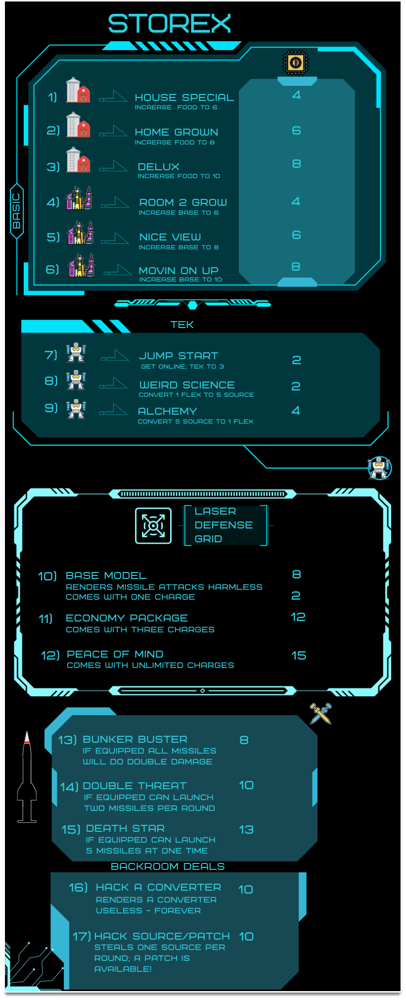 STOREX
BASIC
1) HOUSE SPECIAL 4
INCREASE FOOD TO 6
2) HOME GROWN 6
INCREASE FOOD TO 8
3) DELUX 8
INCREASE FOOD TO 10
4) ROOM 2 GROW 4
INCREASE BASE TO 6
5) NICE VIEW 6
INCREASE BASE TO 8
6) MOVIN ON UP 8
INCREASE BASE TO 10
TEK
7) JUMP START 2
GET ONLINE; TEK TO 3
8) WEIRD SCIENCE 2
CONVERT 1 FLEX TO 5 SOURCE
9) ALCHEMY 4
CONVERT 5 SOURCE TO 1 FLEX
LASER
DEFENSE
GRID
10) BASE MODEL 8
RENDERS MISSILE ATTACKS HARMLESS
COMES WITH ONE CHARGE 2
11) ECONOMY PACKAGE 12
COMES WITH THREE CHARGES
12) PEACE OF MIND 15
COMES WITH UNLIMITED CHARGES
13) BUNKER BUSTER 8
IF EQUIPPED ALL MISSILES
WILL DO DOUBLE DAMAGE
14) DOUBLE THREAT 10
IF EQUIPPED CAN LAUNCH
TWO MISSILES PER ROUND
15) DEATH STAR 13
IF EQUIPPED CAN LAUNCH
5 MISSILES AT ONE TIME
BACKROOM DEALS
16) HACK A CONVERTER 10
RENDERS A CONVERTER
USELESS - FOREVER
17) HACK SOURCE/PATCH 10
STEALS ONE SOURCE PER
ROUND; A PATCH IS
AVAILABLE!